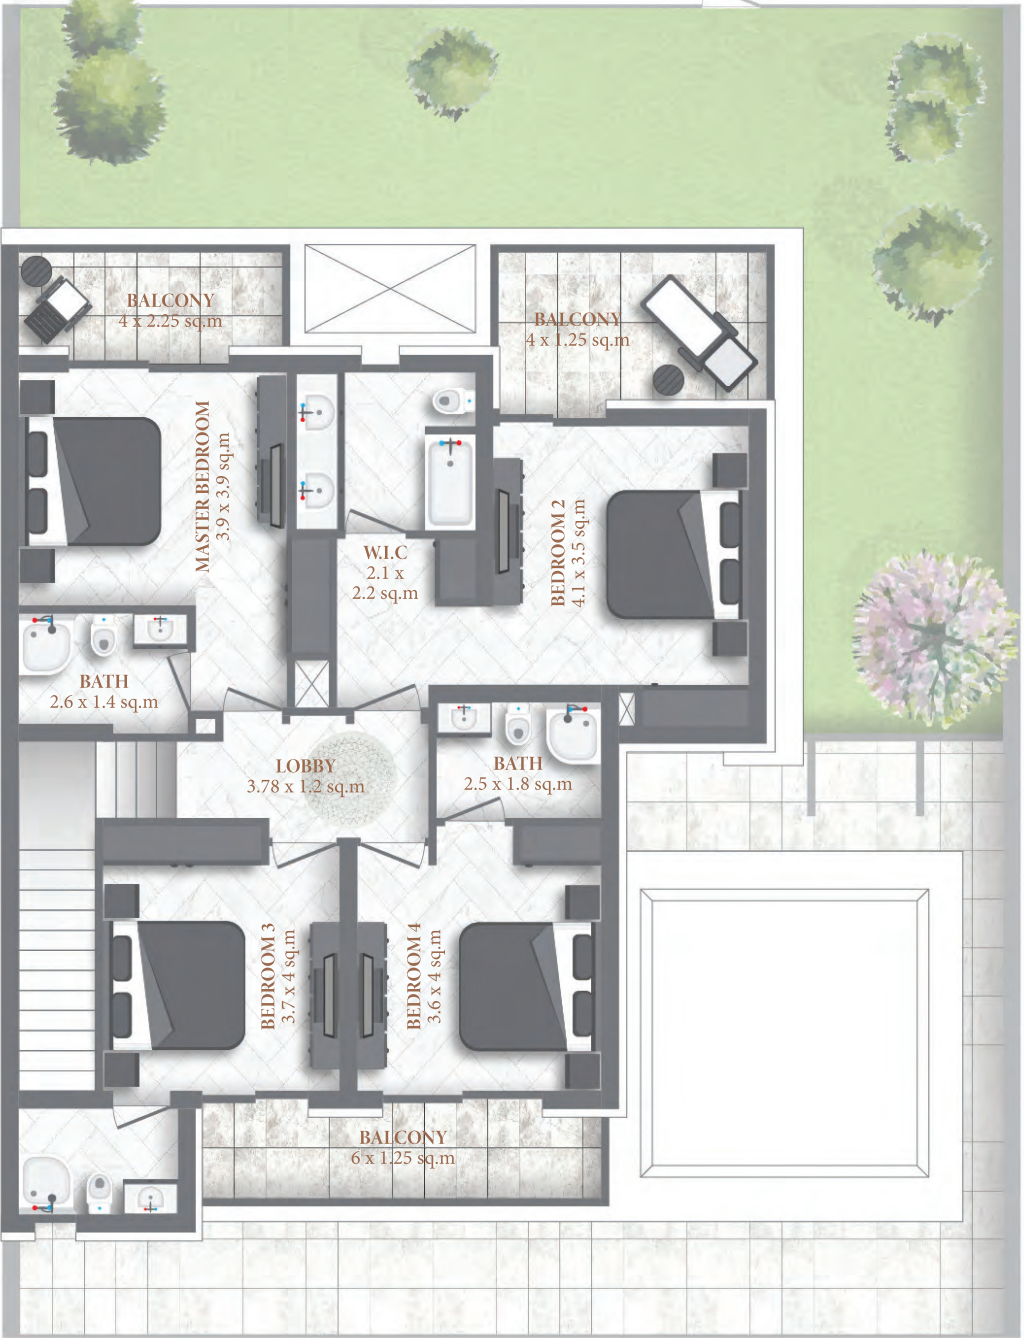 BALCONY
4 x 2.25 sq.m
BALCONY
4 x 1.25 sq.m
MASTER BEDROOM
3.9 x 3.9 sq.m
W.I.C
2.1 x
2.2 sq.m
BEDROOM 2
4.1 x 3.5 sq.m
BATH
2.6 x 1.4 sq.m
LOBBY
3.78 x 1.2 sq.m
BATH
2.5 x 1.8 sq.m
BEDROOM 3
3.7 x 4 sq.m
BEDROOM 4
3.6 x 4 sq.m
BALCONY
6 x 1.25 sq.m